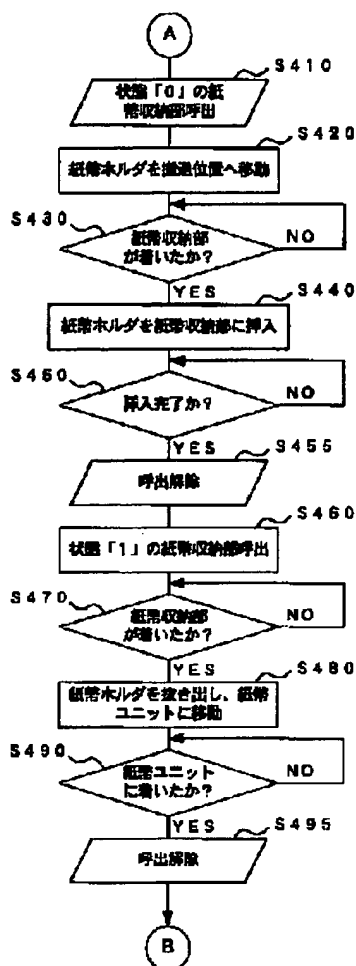 A
S410
状態「0」の紙
幣収納部呼出
S420
紙幣ホルダを搬送位置へ移動
S430
紙幣収納部
が着いたか?
NO
YES
S440
紙幣ホルダを紙幣収納部に挿入
S460
挿入完了か?
NO
YES
S455
呼出解除
S460
状態「1」の紙幣収納部呼出
S470
紙幣収納部
が着いたか?
NO
YES
S480
紙幣ホルダを抜き出し、紙幣
ユニットに移動
S490
紙幣ユニット
に着いたか?
NO
YES
S495
呼出解除
B